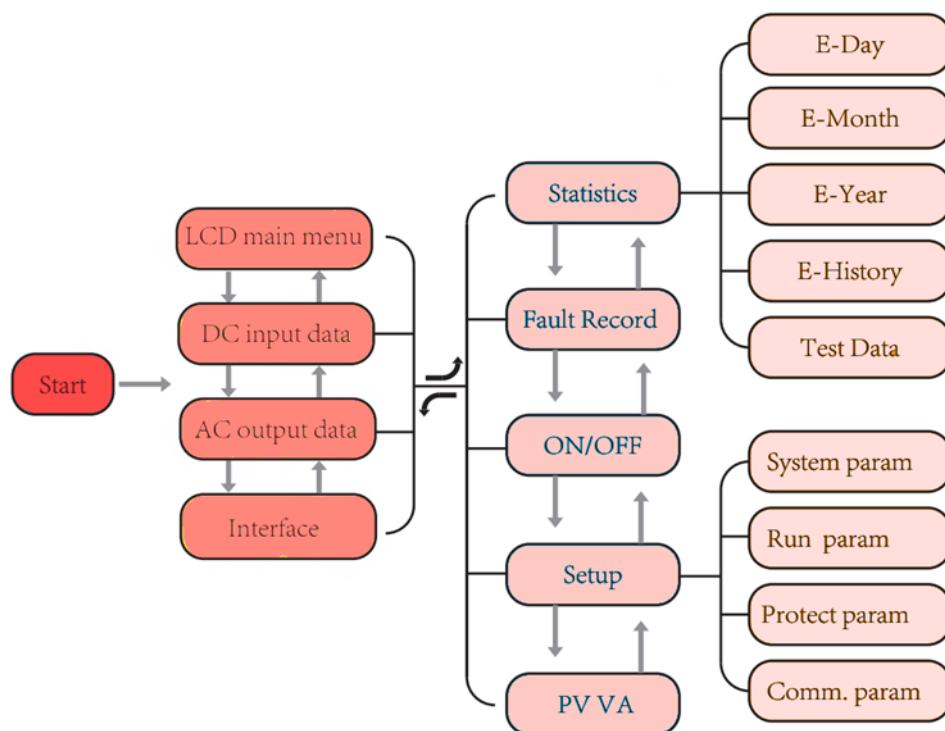 Start
LCD main menu
DC input data
AC output data
Interface
Statistics
Fault Record
ON/OFF
Setup
PV VA
E-Day
E-Month
E-Year
E-History
Test Data
System param
Run param
Protect param
Comm. param